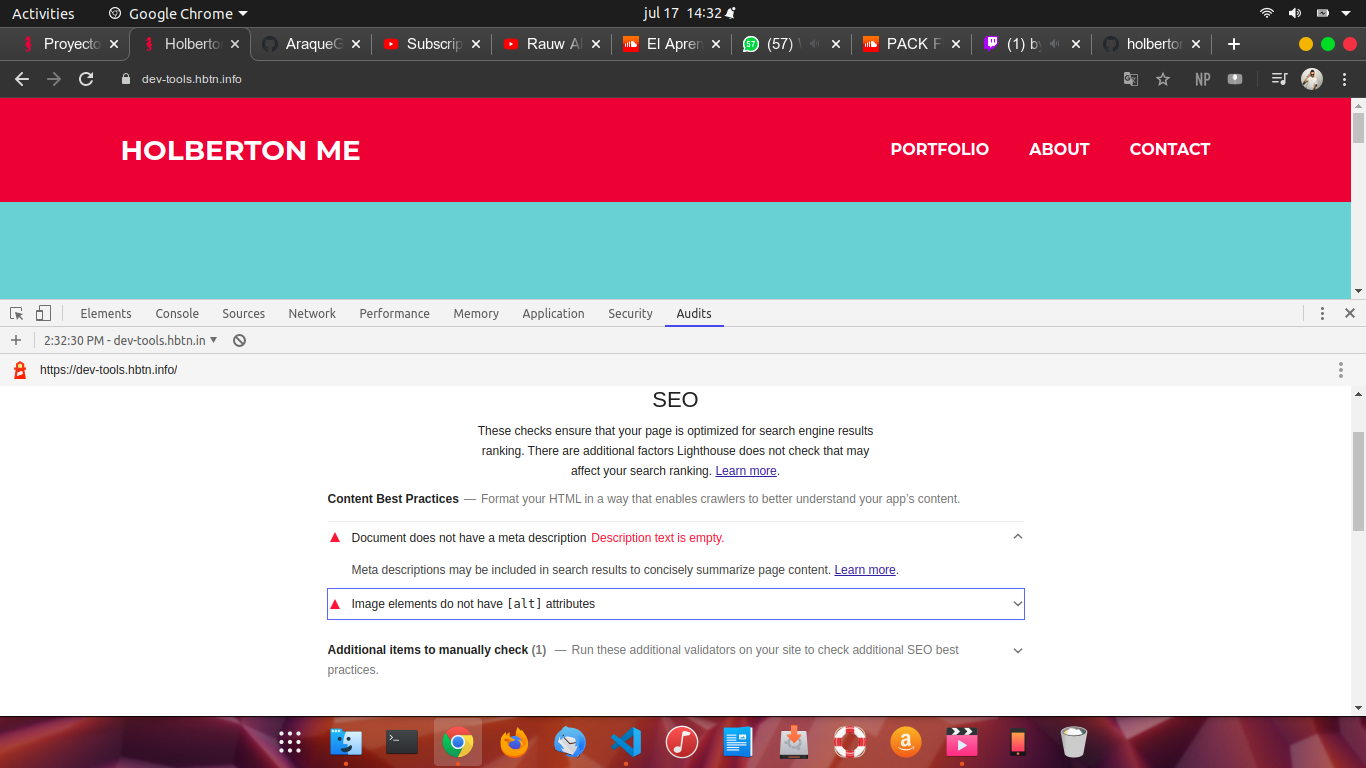 Activities
Google Chrome
jul 17 14:32
Proyecto
Holberton
AraqueG
Subscrip
Rauw Al
El Apren
(57)
PACK F
(1) by
holberton
dev-tools.hbtn.info
NP
HOLBERTON ME
PORTFOLIO
ABOUT
CONTACT
Elements
Console
Sources
Network
Performance
Memory
Application
Security
Audits
2:32:30 PM - dev-tools.hbtn.in
https://dev-tools.hbtn.info/
SEO
These checks ensure that your page is optimized for search engine results
ranking. There are additional factors Lighthouse does not check that may
affect your search ranking. Learn more.
Content Best Practices — Format your HTML in a way that enables crawlers to better understand your app's content.
Document does not have a meta description Description text is empty.
Meta descriptions may be included in search results to concisely summarize page content. Learn more.
Image elements do not have [alt] attributes
Additional items to manually check (1) — Run these additional validators on your site to check additional SEO best
practices.